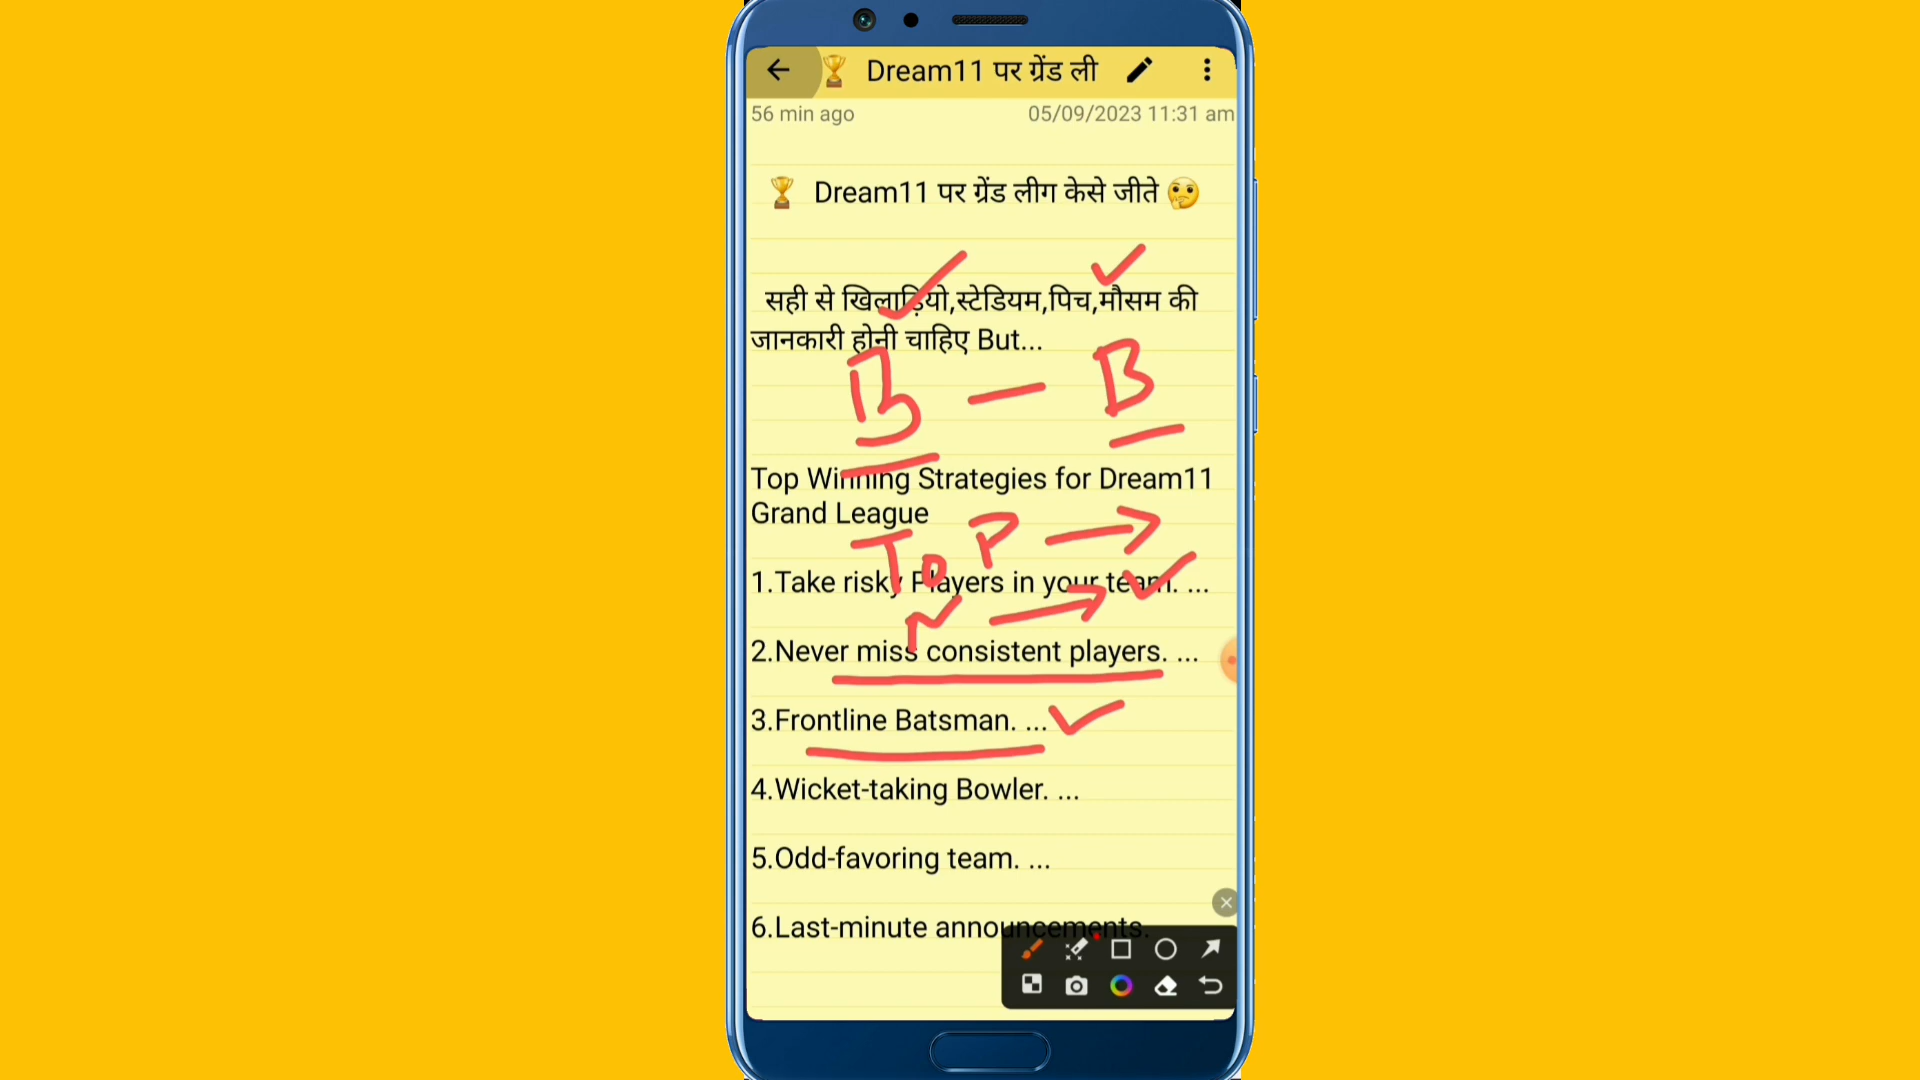 🏆 Dream11 पर ग्रेंड ली
56 min ago 05/09/2023 11:31 am
🏆 Dream11 पर ग्रेंड लीग केसे जीते 🤔
सही से खिलाड़ियो,स्टेडियम,पिच,मौसम की
जानकारी होनी चाहिए But...
B — B
Top Winning Strategies for Dream11
Grand League
ToP →
1.Take risky Players in your team. ...
2.Never miss consistent players. ...
3.Frontline Batsman. ...
4.Wicket-taking Bowler. ...
5.Odd-favoring team. ...
6.Last-minute announcements.